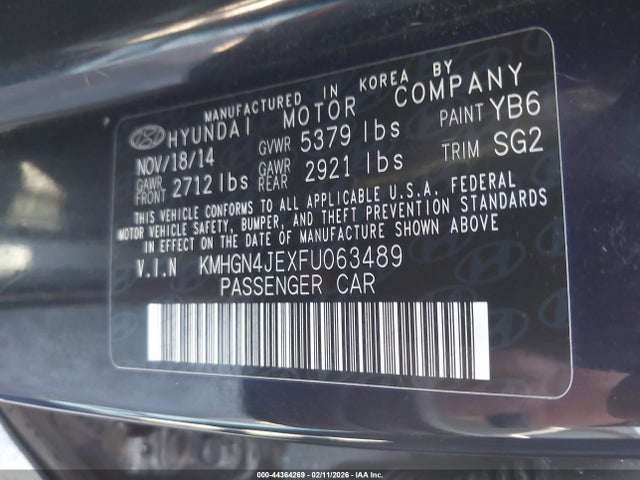 MANUFACTURED IN KOREA BY
HYUNDAI MOTOR COMPANY
NOV/18/14 GVWR 5379 lbs PAINT YB6
GAWR FRONT 2712 lbs GAWR REAR 2921 lbs TRIM SG2
THIS VEHICLE CONFORMS TO ALL APPLICABLE U.S.A. FEDERAL
MOTOR VEHICLE SAFETY, BUMPER, AND THEFT PREVENTION STANDARDS
IN EFFECT ON THE DATE OF MANUFACTURE SHOWN ABOVE
V.I.N KMHGN4JEXFU063489
PASSENGER CAR
000-44364269 - 02/11/2026 - IAA Inc.